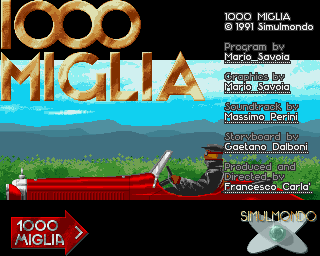 1000
MIGLIA
1000 MIGLIA
© 1991 Simulmondo
Program by
Mario Savoia
Graphics by
Mario Savoia
Soundtrack by
Massimo Perini
Storyboard by
Gaetano Dalboni
Produced and
Directed by
Francesco Carla'
1000
MIGLIA
SIMULMONDO